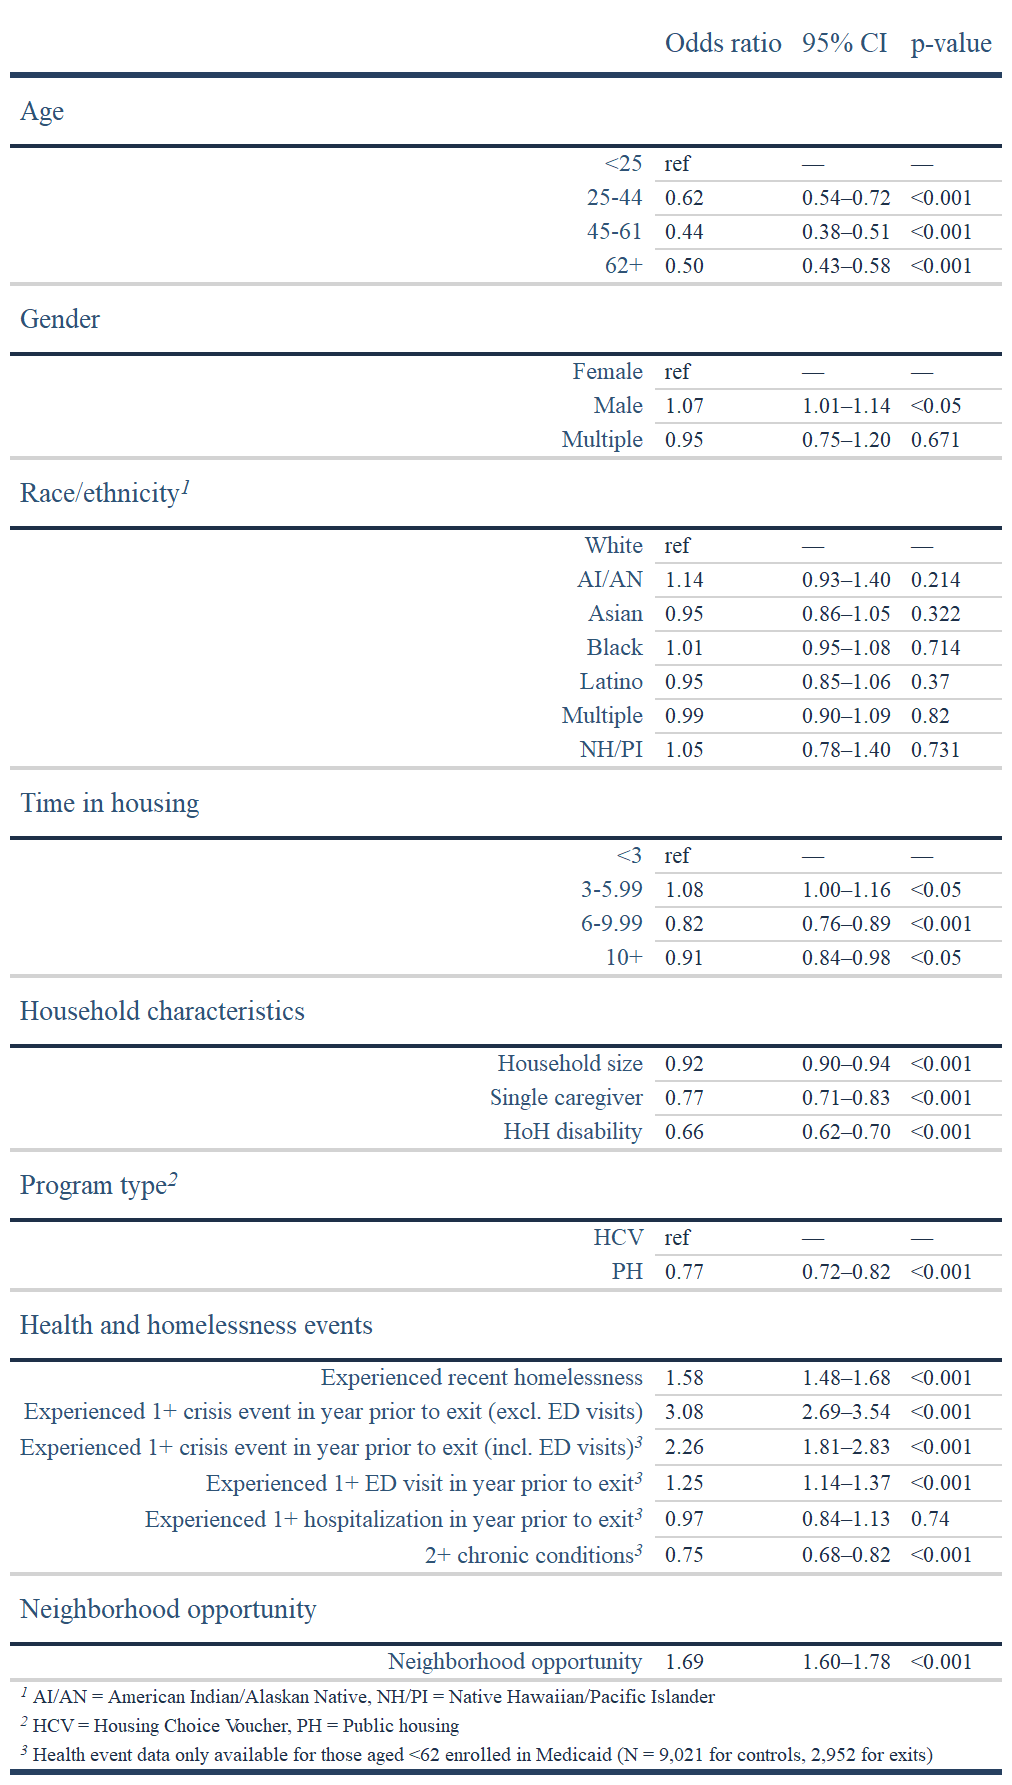 Odds ratio 95% CI p-value
Age
<25 ref — —
25-44 0.62 0.54–0.72 <0.001
45-61 0.44 0.38–0.51 <0.001
62+ 0.50 0.43–0.58 <0.001
Gender
Female ref — —
Male 1.07 1.01–1.14 <0.05
Multiple 0.95 0.75–1.20 0.671
Race/ethnicity1
White ref — —
AI/AN 1.14 0.93–1.40 0.214
Asian 0.95 0.86–1.05 0.322
Black 1.01 0.95–1.08 0.714
Latino 0.95 0.85–1.06 0.37
Multiple 0.99 0.90–1.09 0.82
NH/PI 1.05 0.78–1.40 0.731
Time in housing
<3 ref — —
3-5.99 1.08 1.00–1.16 <0.05
6-9.99 0.82 0.76–0.89 <0.001
10+ 0.91 0.84–0.98 <0.05
Household characteristics
Household size 0.92 0.90–0.94 <0.001
Single caregiver 0.77 0.71–0.83 <0.001
HoH disability 0.66 0.62–0.70 <0.001
Program type2
HCV ref — —
PH 0.77 0.72–0.82 <0.001
Health and homelessness events
Experienced recent homelessness 1.58 1.48–1.68 <0.001
Experienced 1+ crisis event in year prior to exit (excl. ED visits) 3.08 2.69–3.54 <0.001
Experienced 1+ crisis event in year prior to exit (incl. ED visits)3 2.26 1.81–2.83 <0.001
Experienced 1+ ED visit in year prior to exit3 1.25 1.14–1.37 <0.001
Experienced 1+ hospitalization in year prior to exit3 0.97 0.84–1.13 0.74
2+ chronic conditions3 0.75 0.68–0.82 <0.001
Neighborhood opportunity
Neighborhood opportunity 1.69 1.60–1.78 <0.001
1 AI/AN = American Indian/Alaskan Native, NH/PI = Native Hawaiian/Pacific Islander
2 HCV = Housing Choice Voucher, PH = Public housing
3 Health event data only available for those aged <62 enrolled in Medicaid (N = 9,021 for controls, 2,952 for exits)